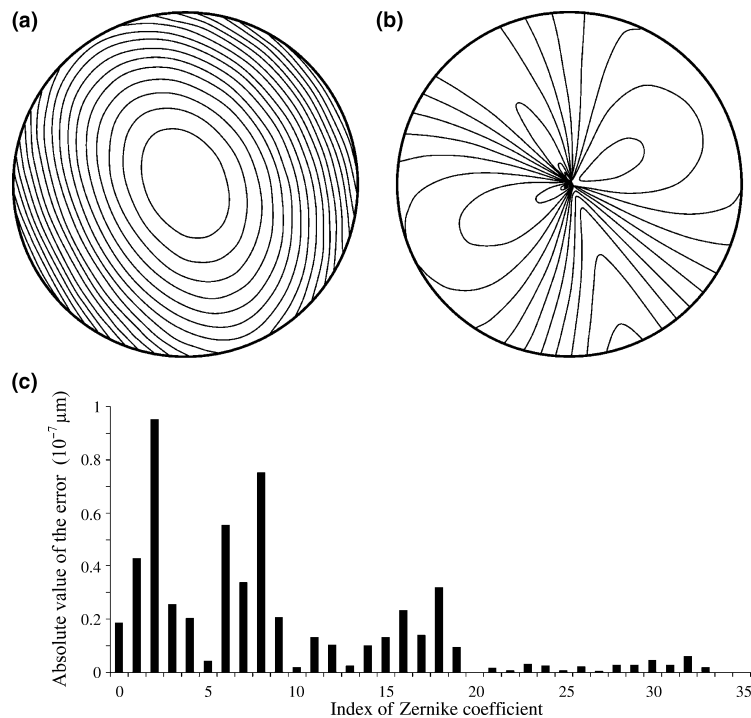 (a)
(b)
(c)
Absolute value of the error (10⁻⁷ μm)
1
0.8
0.6
0.4
0.2
0
0 5 10 15 20 25 30 35
Index of Zernike coefficient